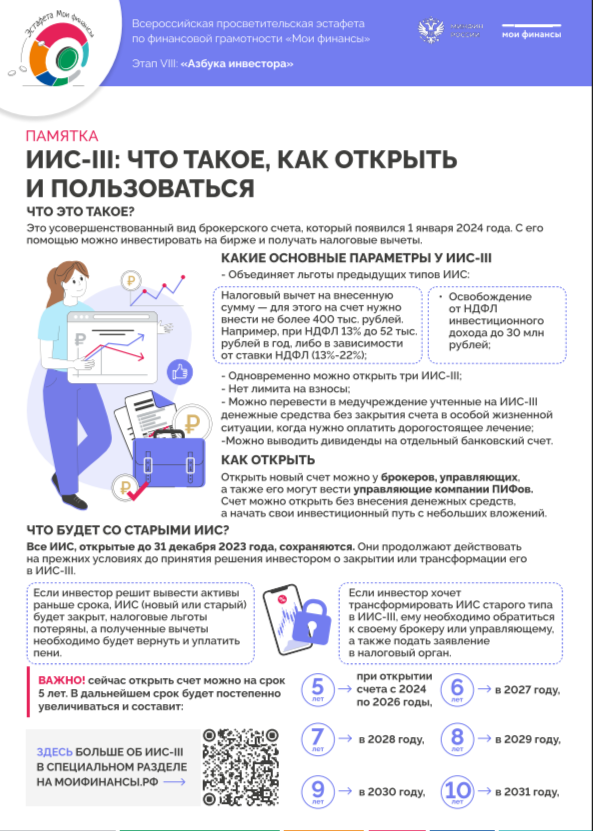 Эстафета Мои финансы
Всероссийская просветительская эстафета
по финансовой грамотности «Мои финансы»
Этап VIII: «Азбука инвестора»
МИНФИН
РОССИИ
мои финансы
ПАМЯТКА
ИИС-III: ЧТО ТАКОЕ, КАК ОТКРЫТЬ
И ПОЛЬЗОВАТЬСЯ
ЧТО ЭТО ТАКОЕ?
Это усовершенствованный вид брокерского счета, который появился 1 января 2024 года. С его
помощью можно инвестировать на бирже и получать налоговые вычеты.
КАКИЕ ОСНОВНЫЕ ПАРАМЕТРЫ У ИИС-III
- Объединяет льготы предыдущих типов ИИС:
Налоговый вычет на внесенную
сумму — для этого на счет нужно
внести не более 400 тыс. рублей.
Например, при НДФЛ 13% до 52 тыс.
рублей в год, либо в зависимости
от ставки НДФЛ (13%-22%);
• Освобождение
от НДФЛ
инвестиционного
дохода до 30 млн
рублей;
- Одновременно можно открыть три ИИС-III;
- Нет лимита на взносы;
- Можно перевести в медучреждение учтенные на ИИС-III
денежные средства без закрытия счета в особой жизненной
ситуации, когда нужно оплатить дорогостоящее лечение;
-Можно выводить дивиденды на отдельный банковский счет.
КАК ОТКРЫТЬ
Открыть новый счет можно у брокеров, управляющих,
а также его могут вести управляющие компании ПИФов.
Счет можно открыть без внесения денежных средств,
а начать свои инвестиционный путь с небольших вложений.
ЧТО БУДЕТ СО СТАРЫМИ ИИС?
Все ИИС, открытые до 31 декабря 2023 года, сохраняются. Они продолжают действовать
на прежних условиях до принятия решения инвестором о закрытии или трансформации его
в ИИС-III.
Если инвестор решит вывести активы
раньше срока, ИИС (новый или старый)
будет закрыт, налоговые льготы
потеряны, а полученные вычеты
необходимо будет вернуть и уплатить
пени.
Если инвестор хочет
трансформировать ИИС старого типа
в ИИС-III, ему необходимо обратиться
к своему брокеру или управляющему,
а также подать заявление
в налоговый орган.
ВАЖНО! сейчас открыть счет можно на срок
5 лет. В дальнейшем срок будет постепенно
увеличиваться и составит:
5 лет → при открытии
счета с 2024
по 2026 годы,
6 лет → в 2027 году,
7 лет → в 2028 году,
8 лет → в 2029 году,
9 лет → в 2030 году,
10 лет → в 2031 году,
ЗДЕСЬ БОЛЬШЕ ОБ ИИС-III
В СПЕЦИАЛЬНОМ РАЗДЕЛЕ
НА МОИФИНАНСЫ.РФ →